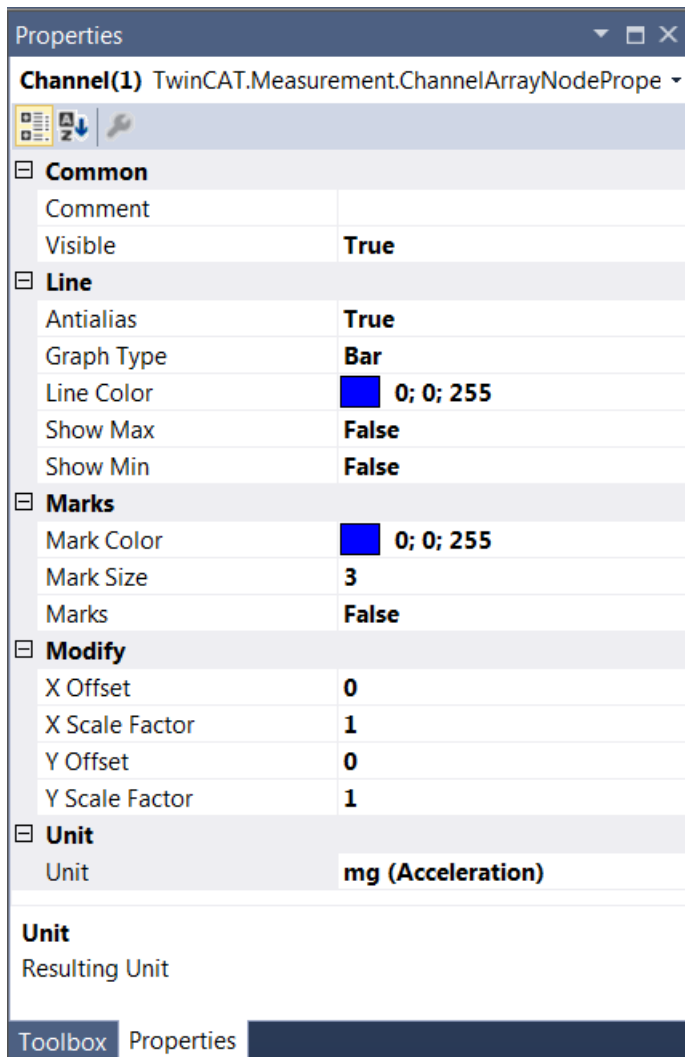 Properties
Channel(1) TwinCAT.Measurement.ChannelArrayNodePrope
Common
Comment
Visible True
Line
Antialias True
Graph Type Bar
Line Color 0; 0; 255
Show Max False
Show Min False
Marks
Mark Color 0; 0; 255
Mark Size 3
Marks False
Modify
X Offset 0
X Scale Factor 1
Y Offset 0
Y Scale Factor 1
Unit
Unit mg (Acceleration)
Unit
Resulting Unit
Toolbox Properties